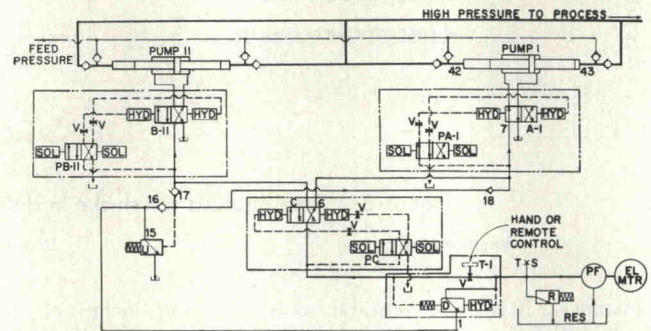 HIGH PRESSURE TO PROCESS
FEED PRESSURE
PUMP II
PUMP I
42
43
V
V
HYD
HYD
B-II
SOL
SOL
PB-II
V
V
HYD
HYD
7
A-I
SOL
SOL
PA-I
16
17
18
15
U
C
6
HYD
HYD
V
V
SOL
SOL
PC
HAND OR REMOTE CONTROL
T-I
V
D
HYD
1
T
S
R
RES
PF
EL MTR